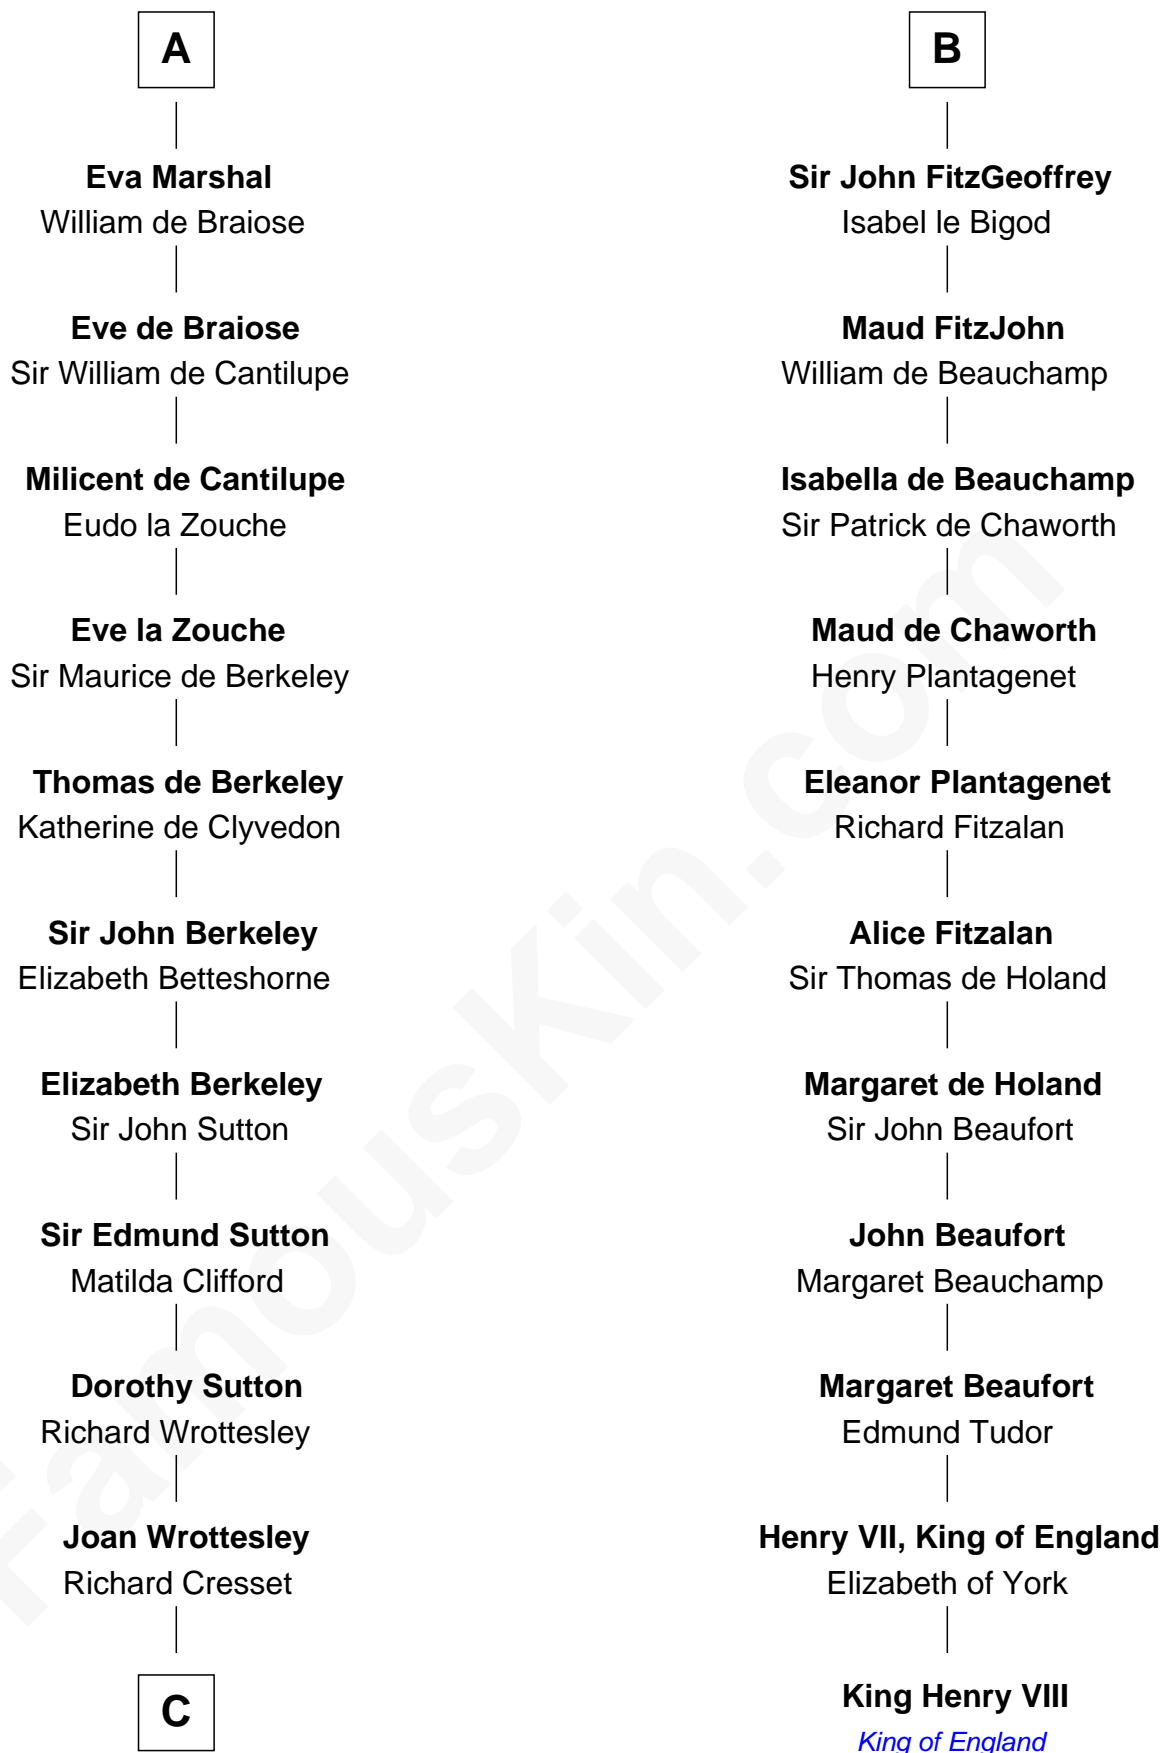 A
Eva Marshal
William de Braiose
Eve de Braiose
Sir William de Cantilupe
Milicent de Cantilupe
Eudo la Zouche
Eve la Zouche
Sir Maurice de Berkeley
Thomas de Berkeley
Katherine de Clyvedon
Sir John Berkeley
Elizabeth Betteshorne
Elizabeth Berkeley
Sir John Sutton
Sir Edmund Sutton
Matilda Clifford
Dorothy Sutton
Richard Wrottesley
Joan Wrottesley
Richard Cresset
C
B
Sir John FitzGeoffrey
Isabel le Bigod
Maud FitzJohn
William de Beauchamp
Isabella de Beauchamp
Sir Patrick de Chaworth
Maud de Chaworth
Henry Plantagenet
Eleanor Plantagenet
Richard Fitzalan
Alice Fitzalan
Sir Thomas de Holand
Margaret de Holand
Sir John Beaufort
John Beaufort
Margaret Beauchamp
Margaret Beaufort
Edmund Tudor
Henry VII, King of England
Elizabeth of York
King Henry VIII
King of England
FamousKin.com